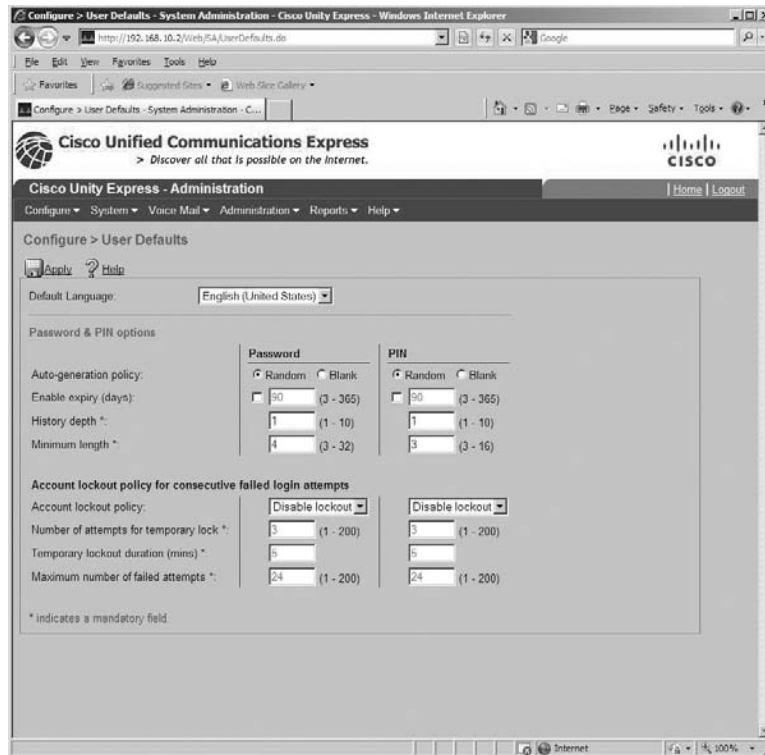 Configure > User Defaults - System Administration - Cisco Unity Express - Windows Internet Explorer
http://192.168.10.2/Web/SA/UserDefaults.do
Google
File Edit View Favorites Tools Help
Favorites Suggested Sites Web Slice Gallery
Configure > User Defaults - System Administration - C...
Page Safety Tools
Cisco Unified Communications Express
> Discover all that is possible on the Internet.
CISCO
Cisco Unity Express - Administration | Home | Logout
Configure System Voice Mail Administration Reports Help
Configure > User Defaults
Apply ? Help
Default Language: English (United States)
Password & PIN options
Password PIN
Auto-generation policy: Random Blank Random Blank
Enable expiry (days): 90 (3 - 365) 90 (3 - 365)
History depth *: 1 (1 - 10) 1 (1 - 10)
Minimum length *: 4 (3 - 32) 3 (3 - 16)
Account lockout policy for consecutive failed login attempts
Account lockout policy: Disable lockout Disable lockout
Number of attempts for temporary lock *: 3 (1 - 200) 3 (1 - 200)
Temporary lockout duration (mins) *: 5 5
Maximum number of failed attempts *: 24 (1 - 200) 24 (1 - 200)
* indicates a mandatory field.
Internet 100%